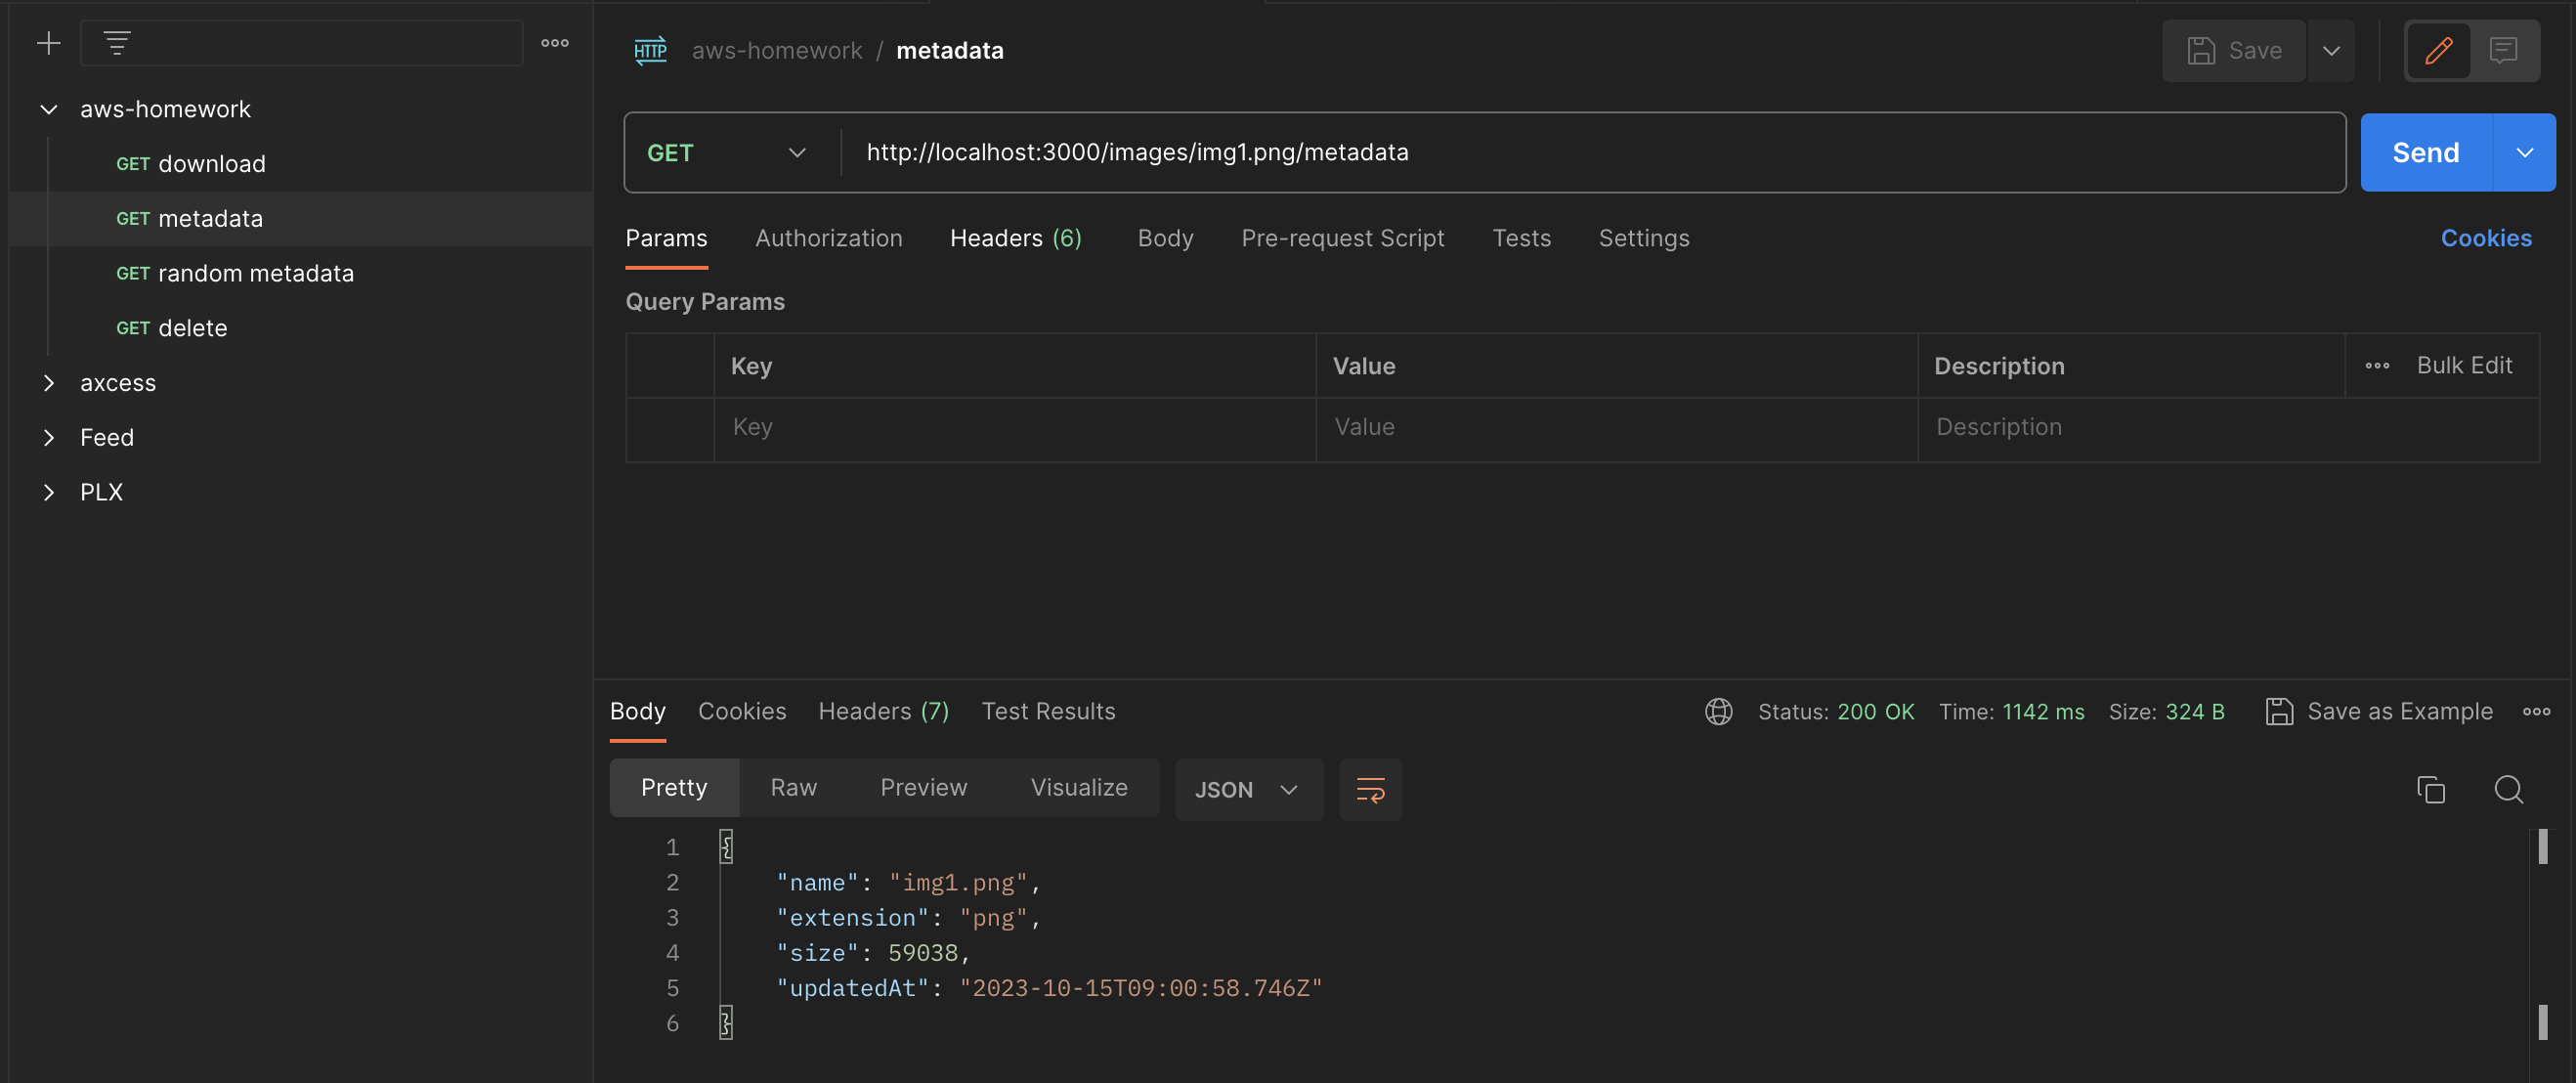 aws-homework
GET download
GET metadata
GET random metadata
GET delete
axcess
Feed
PLX
HTTP aws-homework / metadata
Save
GET http://localhost:3000/images/img1.png/metadata Send
Params Authorization Headers (6) Body Pre-request Script Tests Settings Cookies
Query Params
Key Value Description Bulk Edit
Key Value Description
Body Cookies Headers (7) Test Results Status: 200 OK Time: 1142 ms Size: 324 B Save as Example
Pretty Raw Preview Visualize JSON
1 {
2 "name": "img1.png",
3 "extension": "png",
4 "size": 59038,
5 "updatedAt": "2023-10-15T09:00:58.746Z"
6 }